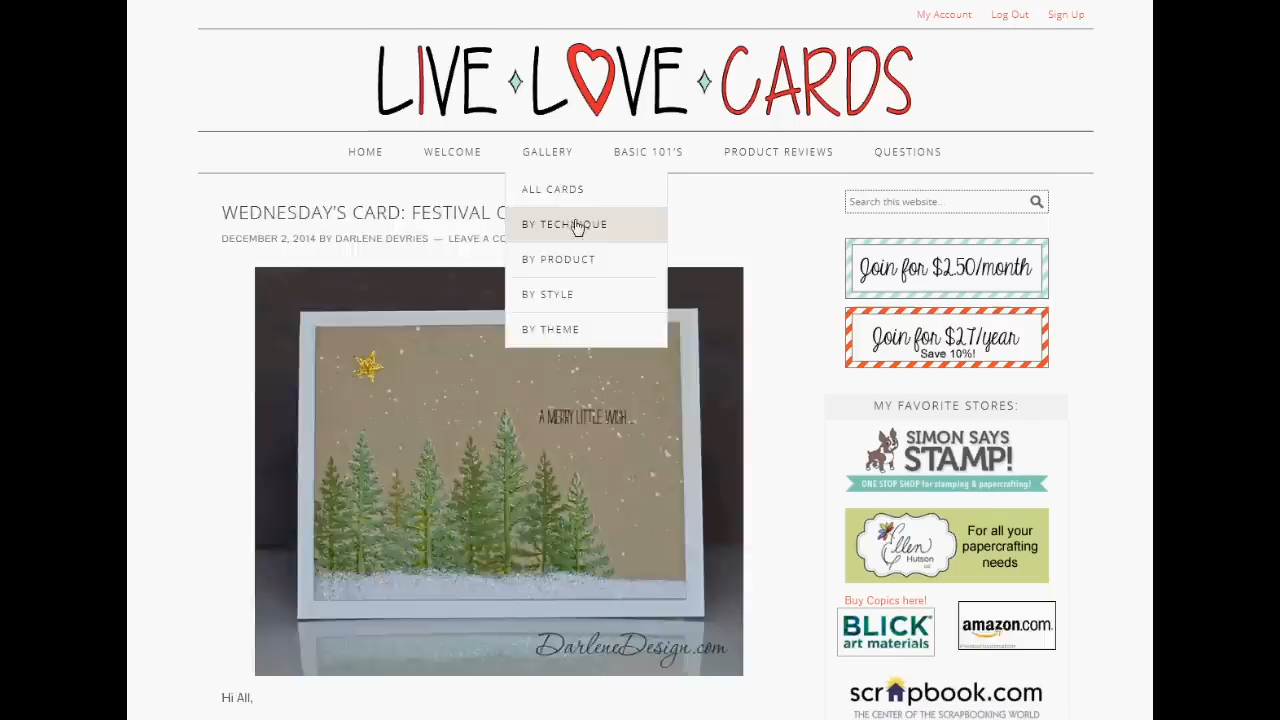 My Account Log Out Sign Up
LIVE LOVE CARDS
HOME WELCOME GALLERY BASIC 101'S PRODUCT REVIEWS QUESTIONS
ALL CARDS
BY TECHNIQUE
BY PRODUCT
BY STYLE
BY THEME
WEDNESDAY'S CARD: FESTIVAL
DECEMBER 2, 2014 BY DARLENE DEVRIES — LEAVE A CO
A MERRY LITTLE WISH...
DarleneDesign.com
Hi All,
Search this website...
Join for $2.50/month
Join for $27/year
Save 10%!
MY FAVORITE STORES:
SIMON SAYS
STAMP!
ONE STOP SHOP for stamping & papercrafting!
Ellen
Hutson
LLC
For all your
papercrafting
needs
Buy Copics here!
BLICK
art materials
amazon.com
scrapbook.com
THE CENTER OF THE SCRAPBOOKING WORLD